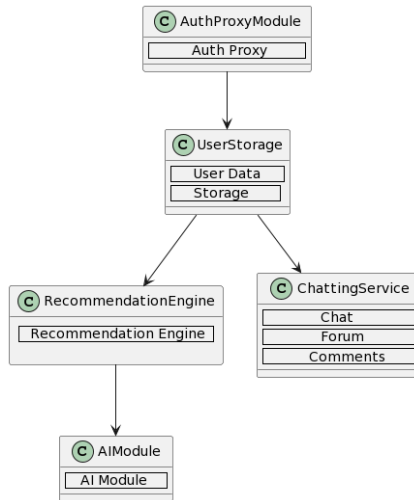 C AuthProxyModule
Auth Proxy
C UserStorage
User Data
Storage
C RecommendationEngine
Recommendation Engine
C ChattingService
Chat
Forum
Comments
C AIModule
AI Module